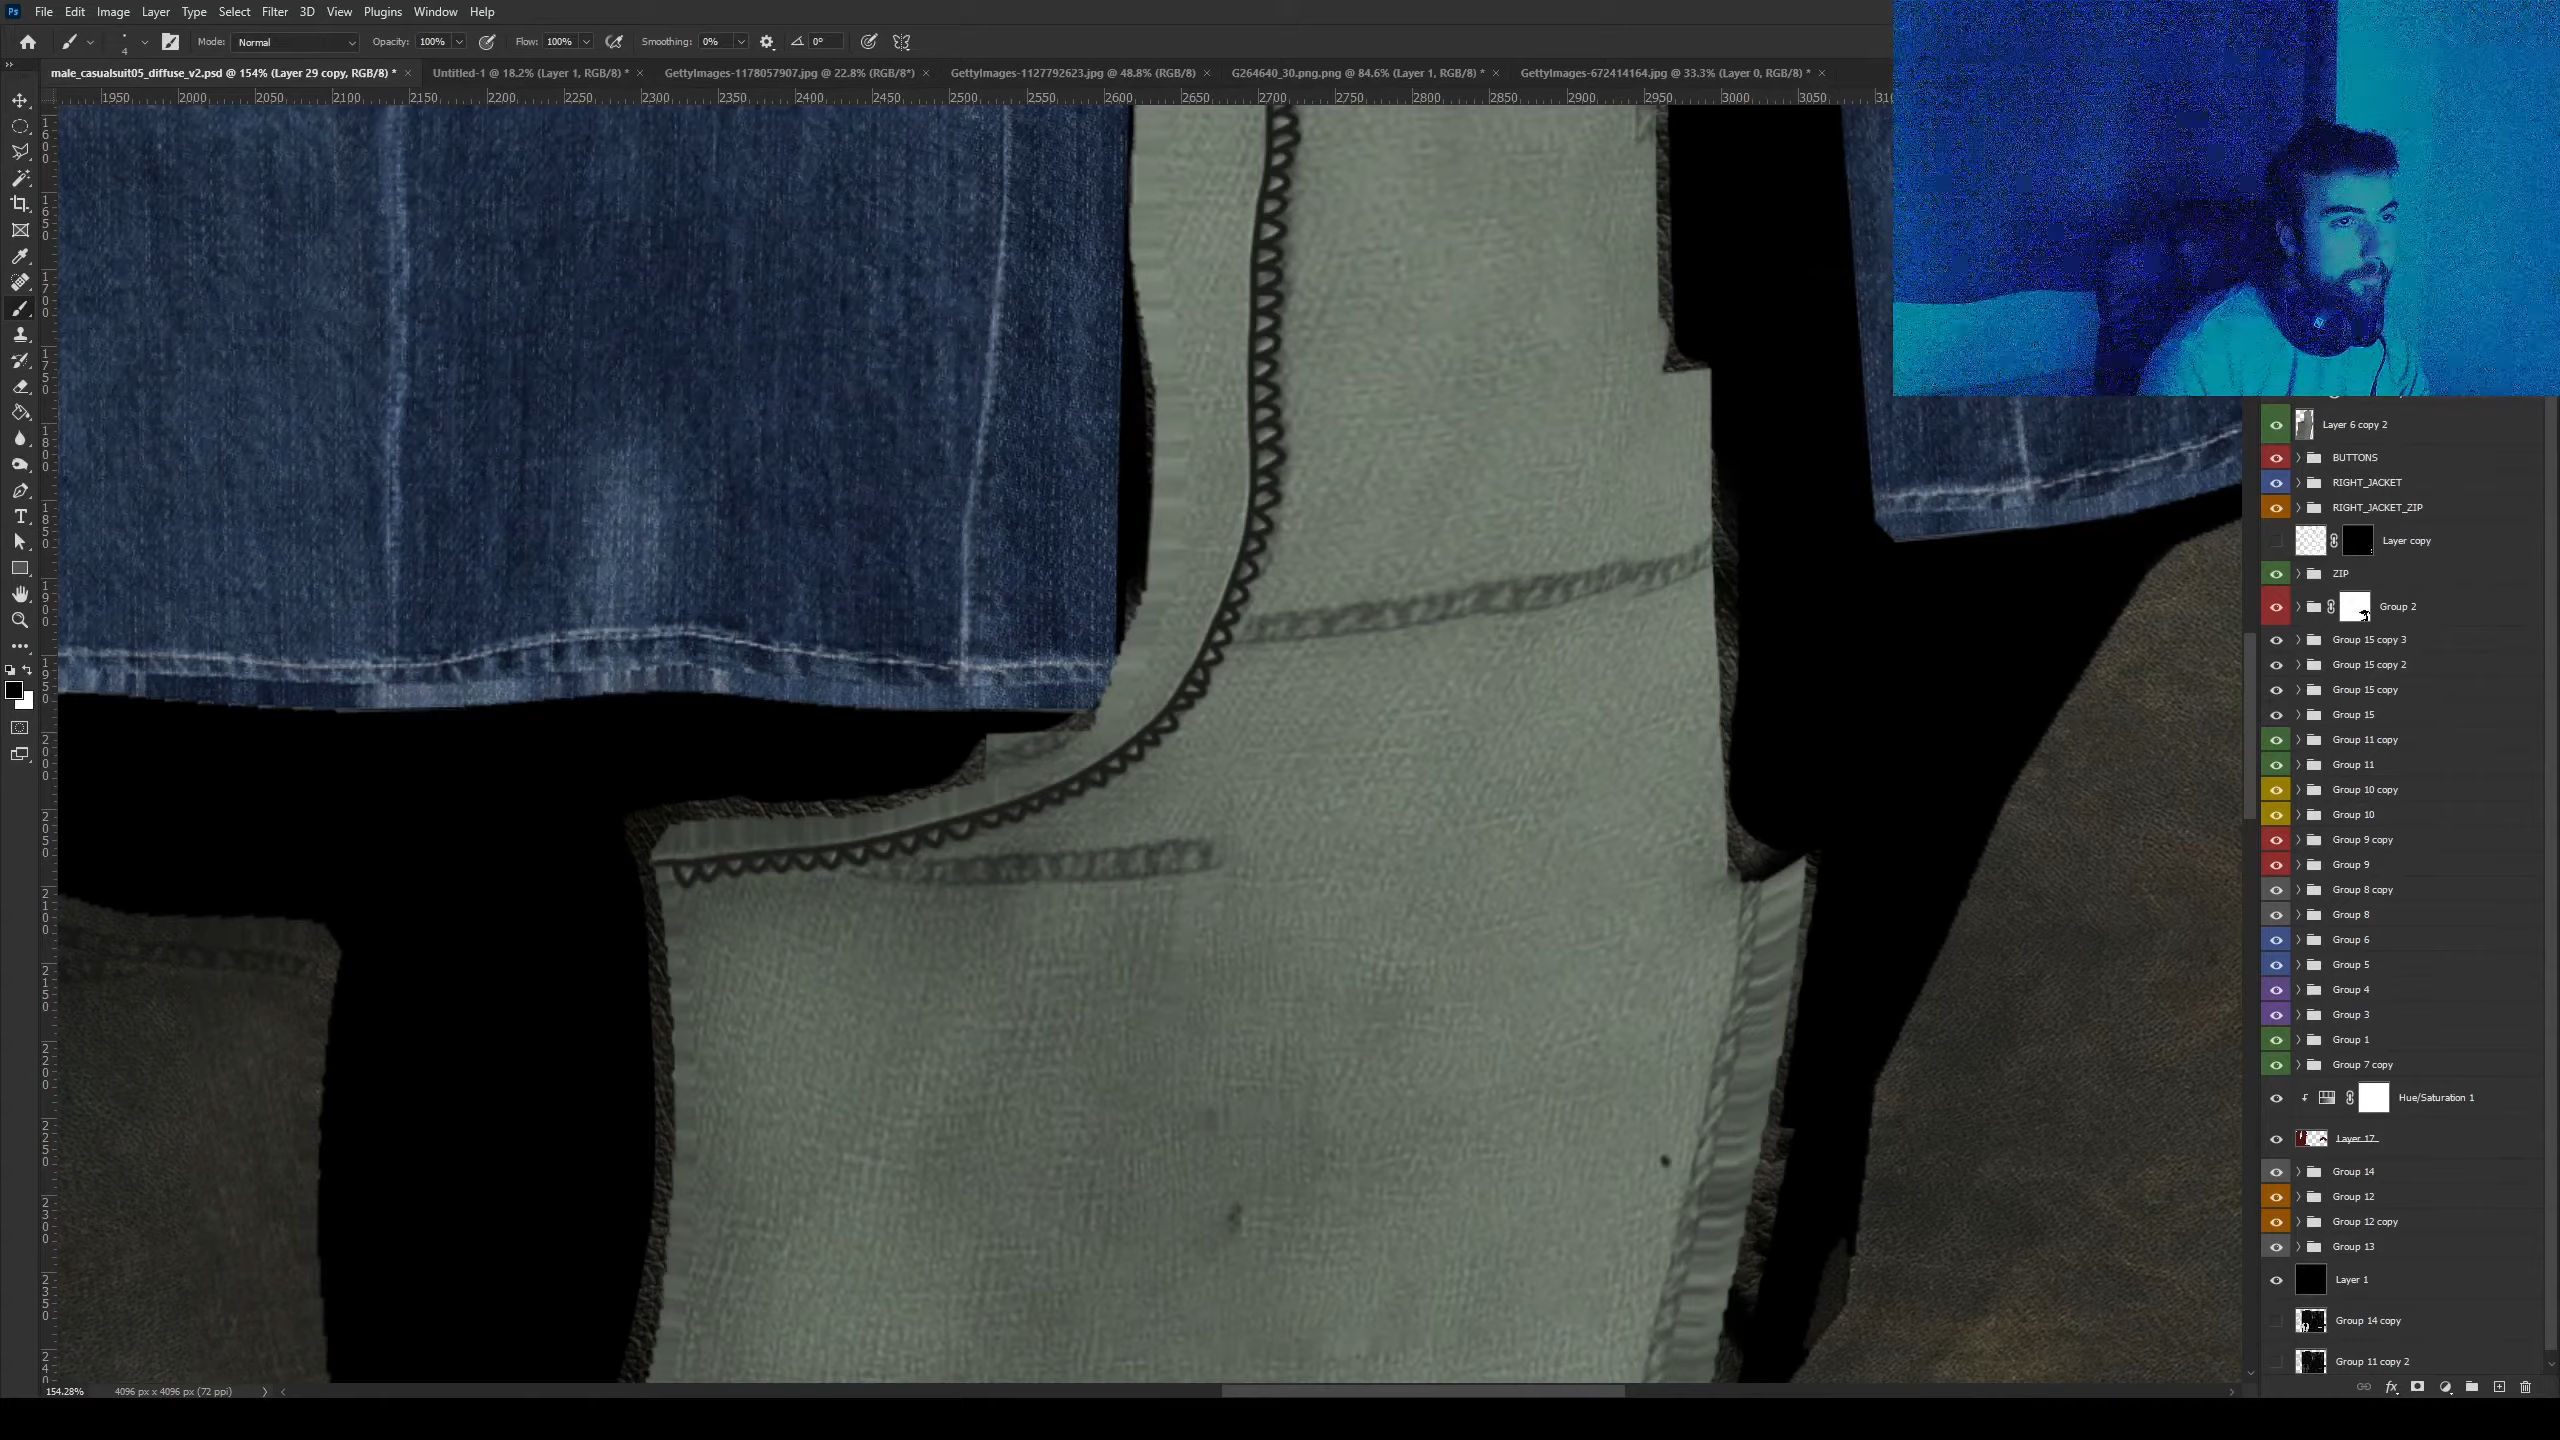 Ps File Edit Image Layer Type Select Filter 3D View Plugins Window Help
4 Mode: Normal Opacity: 100% Flow: 100% Smoothing: 0% 0°
male_casualsuit05_diffuse_v2.psd @ 154% (Layer 29 copy, RGB/8) * Untitled-1 @ 18.2% (Layer 1, RGB/8) * GettyImages-1178057907.jpg @ 22.8% (RGB/8*) GettyImages-1127792623.jpg @ 48.8% (RGB/8) G264640_30.png.png @ 84.6% (Layer 1, RGB/8) * GettyImages-672414164.jpg @ 33.3% (Layer 0, RGB/8) *
1950 2000 2050 2100 2150 2200 2250 2300 2350 2400 2450 2500 2550 2600 2650 2700 2750 2800 2850 2900 2950 3000 3050
Layer 6 copy 2
BUTTONS
RIGHT_JACKET
RIGHT_JACKET_ZIP
Layer copy
ZIP
Group 2
Group 15 copy 3
Group 15 copy 2
Group 15 copy
Group 15
Group 11 copy
Group 11
Group 10 copy
Group 10
Group 9 copy
Group 9
Group 8 copy
Group 8
Group 6
Group 5
Group 4
Group 3
Group 1
Group 7 copy
Hue/Saturation 1
Layer 17
Group 14
Group 12
Group 12 copy
Group 13
Layer 1
Group 14 copy
Group 11 copy 2
154.28% 4096 px x 4096 px (72 ppi)